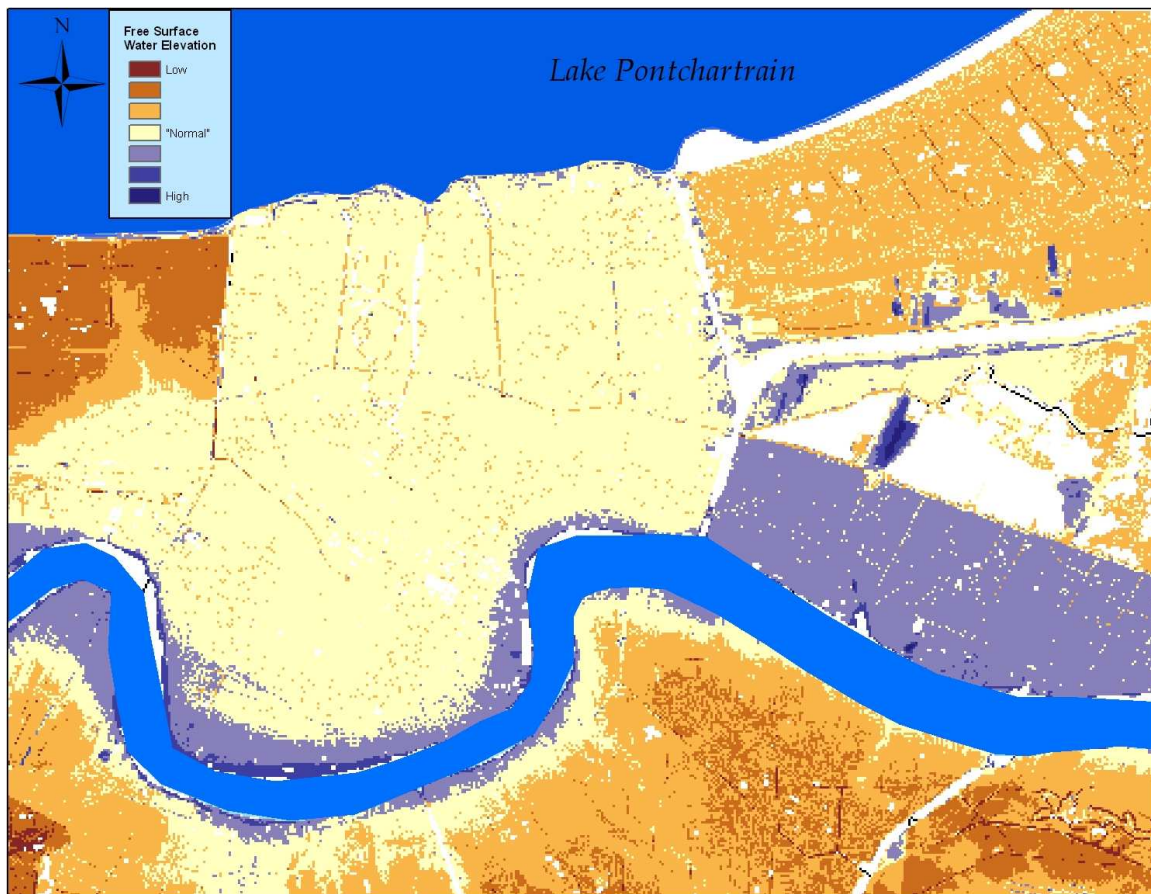 N
Free Surface
Water Elevation
Low
"Normal"
High
Lake Pontchartrain